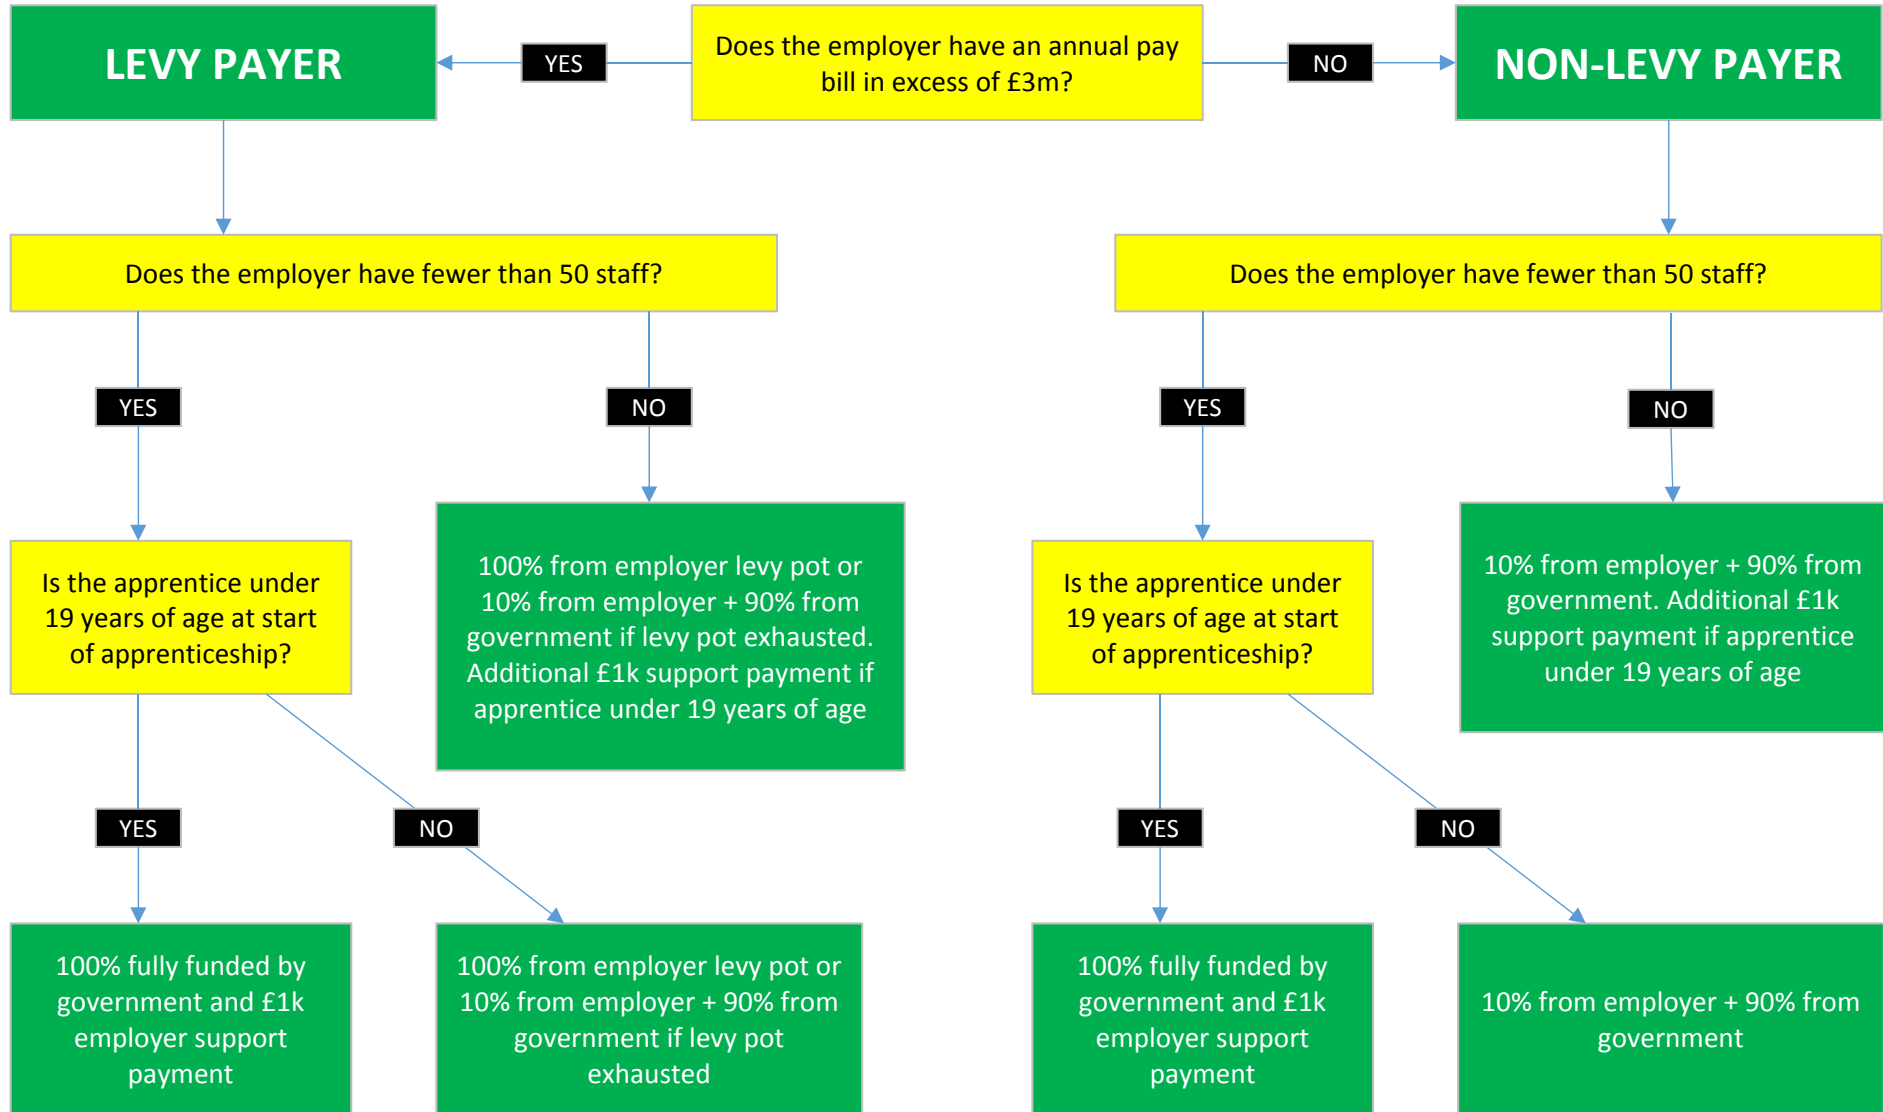 LEVY PAYER
YES
Does the employer have an annual pay
bill in excess of £3m?
NO
NON-LEVY PAYER
Does the employer have fewer than 50 staff?
Does the employer have fewer than 50 staff?
YES
NO
YES
NO
Is the apprentice under
19 years of age at start
of apprenticeship?
100% from employer levy pot or
10% from employer + 90% from
government if levy pot exhausted.
Additional £1k support payment if
apprentice under 19 years of age
Is the apprentice under
19 years of age at start
of apprenticeship?
10% from employer + 90% from
government. Additional £1k
support payment if apprentice
under 19 years of age
YES
NO
YES
NO
100% fully funded by
government and £1k
employer support
payment
100% from employer levy pot or
10% from employer + 90% from
government if levy pot
exhausted
100% fully funded by
government and £1k
employer support
payment
10% from employer + 90% from
government